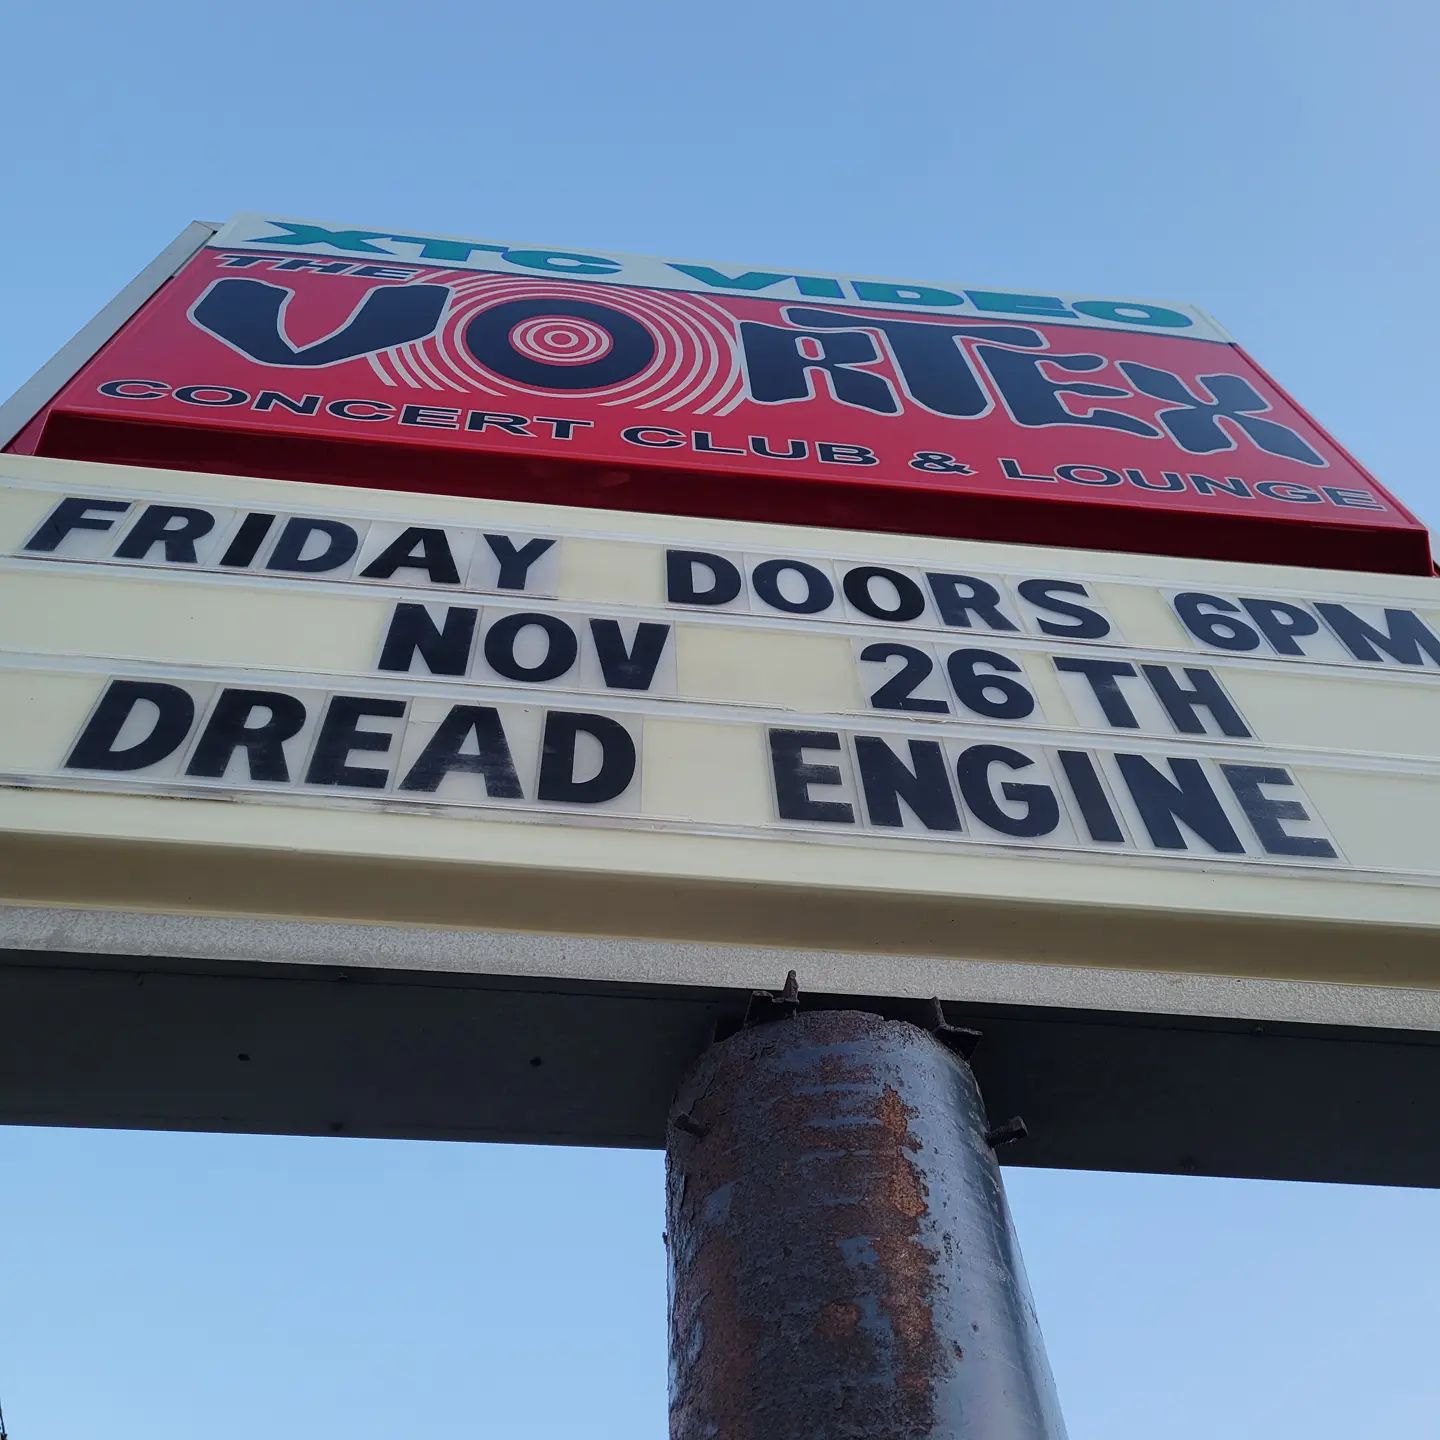 XTC VIDEO
THE
VORTEX
CONCERT CLUB & LOUNGE
FRIDAY DOORS 6PM
NOV 26TH
DREAD ENGINE